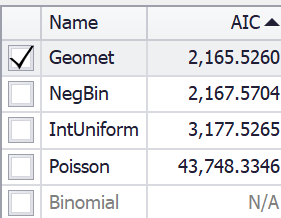 Name AIC
Geomet 2,165.5260
NegBin 2,167.5704
IntUniform 3,177.5265
Poisson 43,748.3346
Binomial N/A